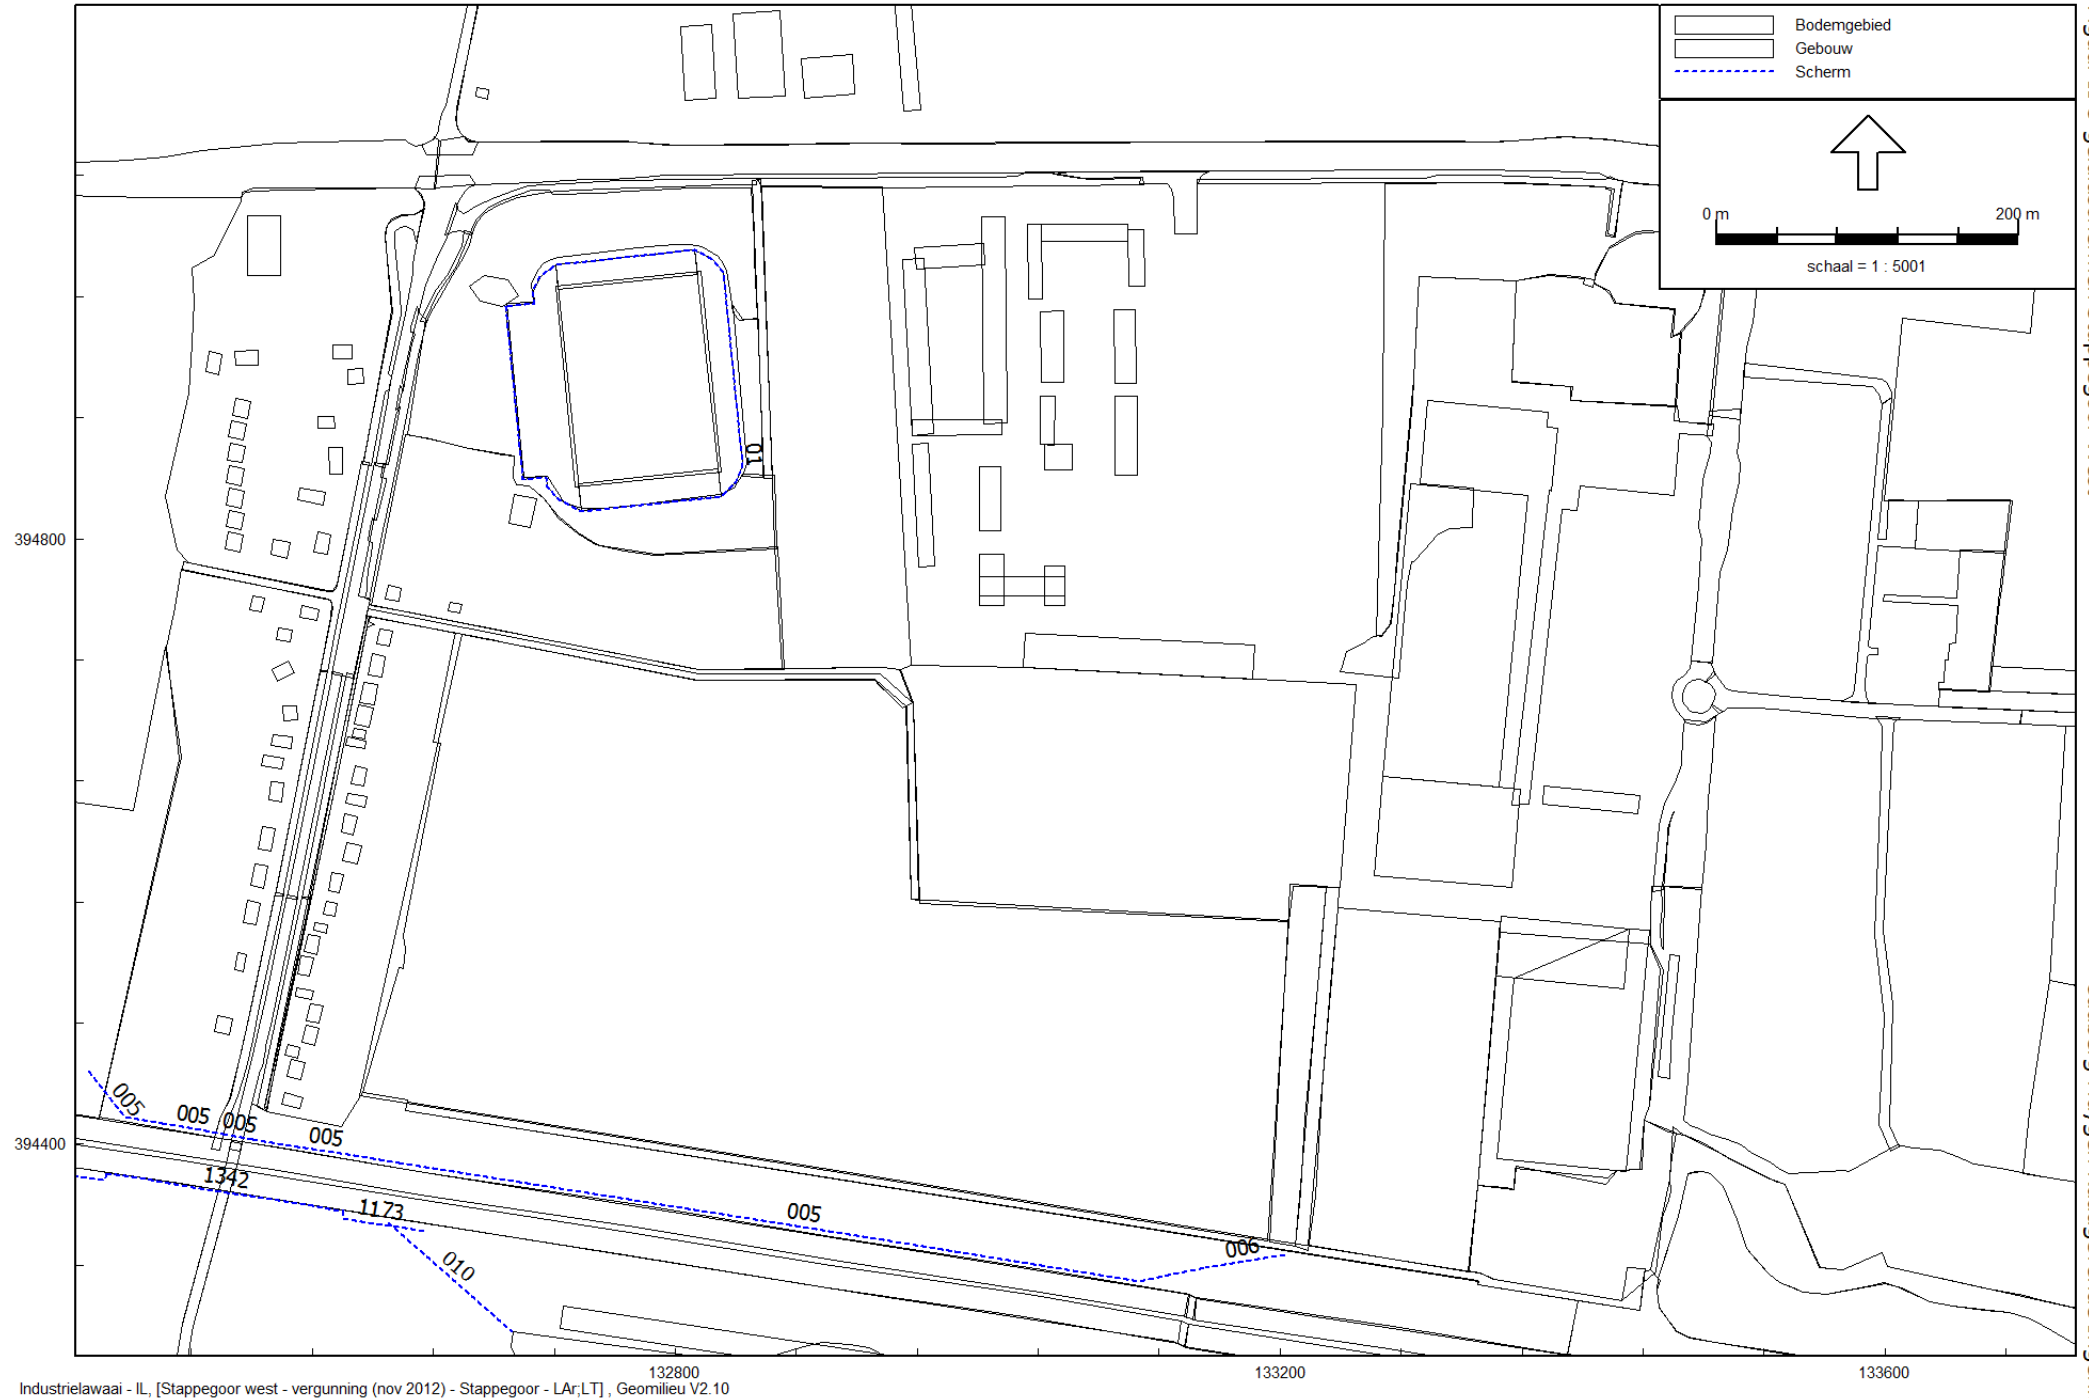 Bodemgebied
Gebouw
Scherm
0 m 200 m
schaal = 1 : 5001
01
394800
005
005
005
005
394400
1342
1173
005
006
010
132800
133200
133600
Industrielawaai - IL, [Stappegoor west - vergunning (nov 2012) - Stappegoor - LAr;LT] , Geomilieu V2.10